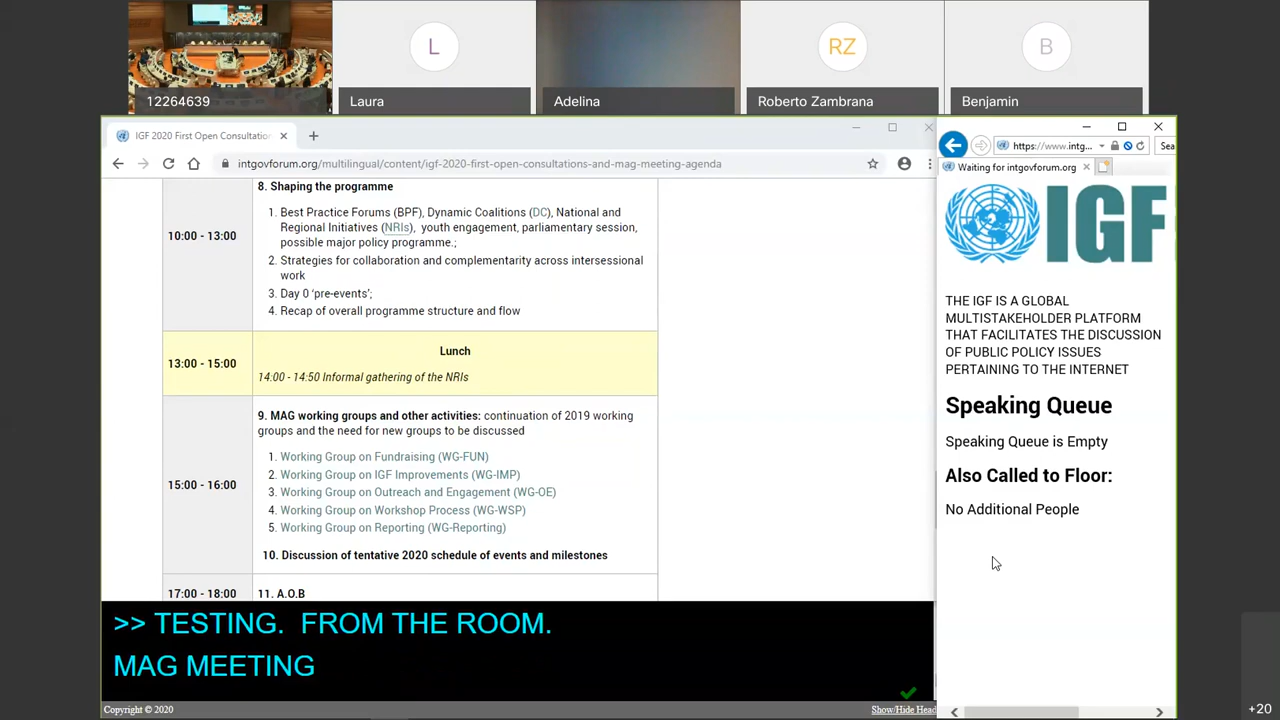 L
RZ
B
12264639
Laura
Adelina
Roberto Zambrana
Benjamin
IGF 2020 First Open Consultation
intgovforum.org/multilingual/content/igf-2020-first-open-consultations-and-mag-meeting-agenda
8. Shaping the programme
10:00 - 13:00
1. Best Practice Forums (BPF), Dynamic Coalitions (DC), National and
Regional Initiatives (NRIs), youth engagement, parliamentary session,
possible major policy programme.;
2. Strategies for collaboration and complementarity across intersessional
work
3. Day 0 ‘pre-events’;
4. Recap of overall programme structure and flow
13:00 - 15:00
Lunch
14:00 - 14:50 Informal gathering of the NRIs
15:00 - 16:00
9. MAG working groups and other activities: continuation of 2019 working
groups and the need for new groups to be discussed
1. Working Group on Fundraising (WG-FUN)
2. Working Group on IGF Improvements (WG-IMP)
3. Working Group on Outreach and Engagement (WG-OE)
4. Working Group on Workshop Process (WG-WSP)
5. Working Group on Reporting (WG-Reporting)
10. Discussion of tentative 2020 schedule of events and milestones
17:00 - 18:00
11. A.O.B
>> TESTING. FROM THE ROOM.
MAG MEETING
Copyright © 2020
Show/Hide Head
https://www.intg...
Sea
Waiting for intgovforum.org
IGF
THE IGF IS A GLOBAL
MULTISTAKEHOLDER PLATFORM
THAT FACILITATES THE DISCUSSION
OF PUBLIC POLICY ISSUES
PERTAINING TO THE INTERNET
Speaking Queue
Speaking Queue is Empty
Also Called to Floor:
No Additional People
+20